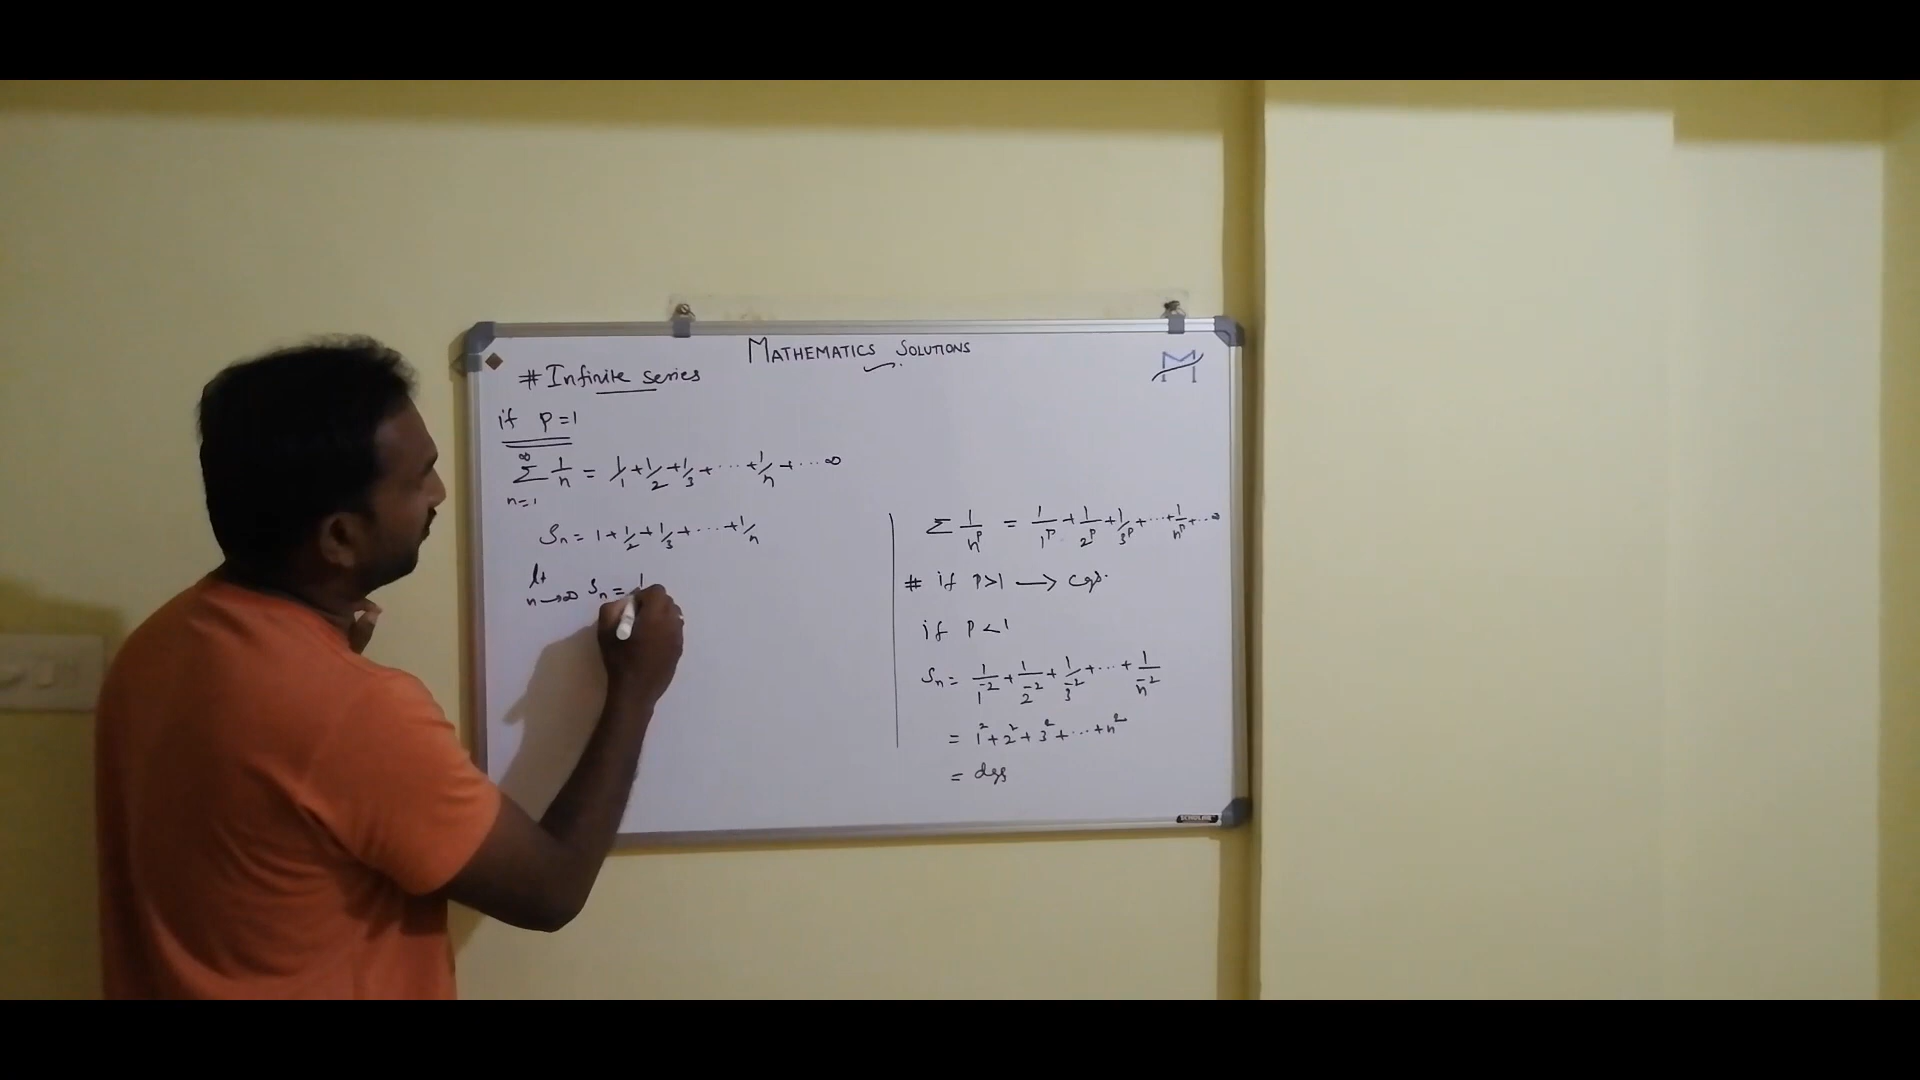 MATHEMATICS SOLUTIONS
# Infinite series
if p=1
∞ ∑ n=1 1/n = 1/1 + 1/2 + 1/3 + ... + 1/n + ... ∞
Sn = 1 + 1/2 + 1/3 + ... + 1/n
lt n→∞ Sn = 1
∑ 1/n^p = 1/1^p + 1/2^p + 1/3^p + ... + 1/n^p + ... ∞
# if p>1 → cgs.
if p<1
Sn = 1/1^-2 + 1/2^-2 + 1/3^-2 + ... + 1/n^-2
= 1^2 + 2^2 + 3^2 + ... + n^2
= dgs